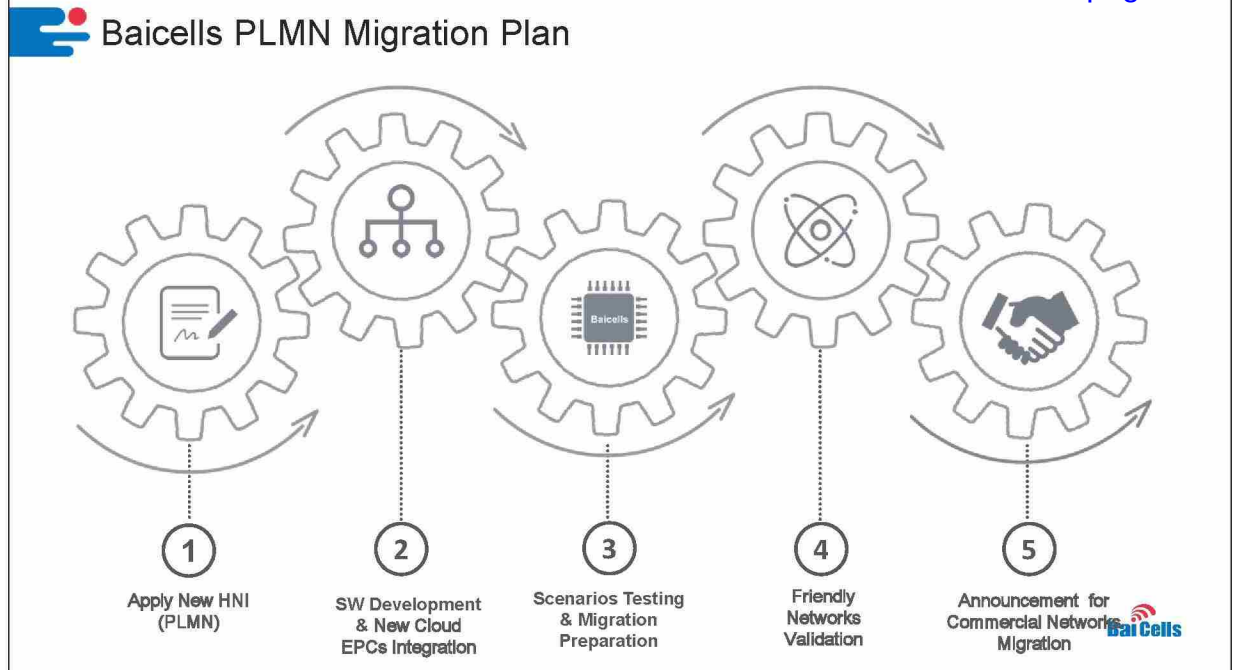 Baicells PLMN Migration Plan
Baicells
1
2
3
4
5
Apply New HNI
(PLMN)
SW Development
& New Cloud
EPCs Integration
Scenarios Testing
& Migration
Preparation
Friendly
Networks
Validation
Announcement for
Commercial Networks
Migration
BaiCells